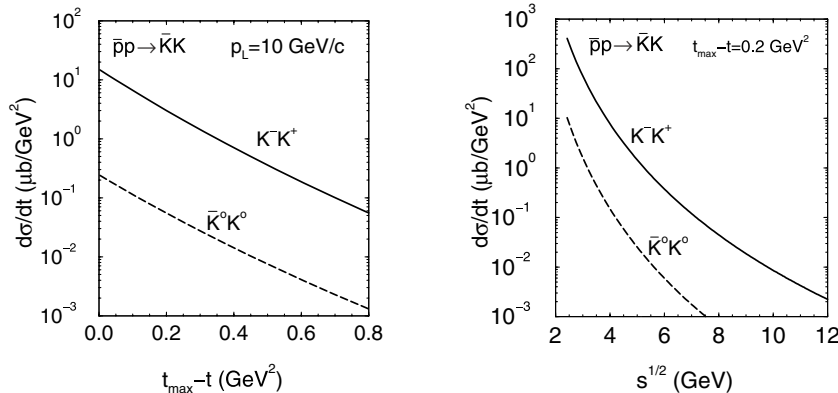 p̄p→K̄K p_L=10 GeV/c
K⁻K⁺
K̄⁰K⁰
dσ/dt (μb/GeV²)
10²
10¹
10⁰
10⁻¹
10⁻²
10⁻³
0.0 0.2 0.4 0.6 0.8
t_max−t (GeV²)
p̄p→K̄K t_max−t=0.2 GeV²
K⁻K⁺
K̄⁰K⁰
dσ/dt (μb/GeV²)
10³
10²
10¹
10⁰
10⁻¹
10⁻²
10⁻³
2 4 6 8 10 12
s^{1/2} (GeV)